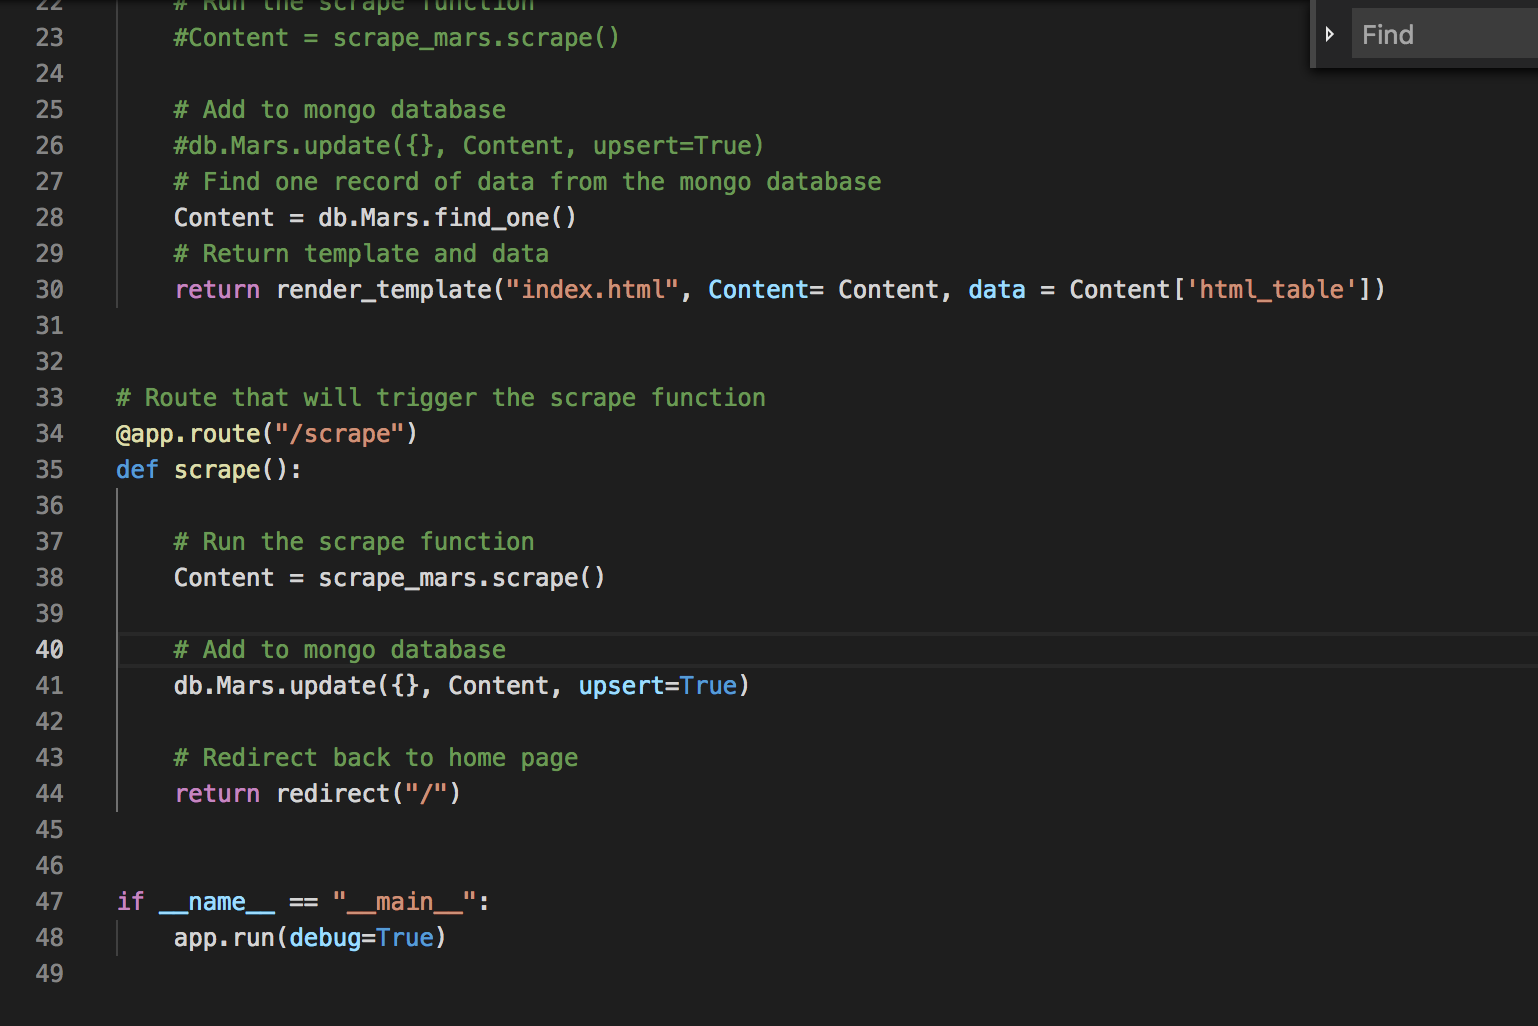 22 # Run the scrape function
23 #Content = scrape_mars.scrape()
Find
24
25 # Add to mongo database
26 #db.Mars.update({}, Content, upsert=True)
27 # Find one record of data from the mongo database
28 Content = db.Mars.find_one()
29 # Return template and data
30 return render_template("index.html", Content= Content, data = Content['html_table'])
31
32
33 # Route that will trigger the scrape function
34 @app.route("/scrape")
35 def scrape():
36
37 # Run the scrape function
38 Content = scrape_mars.scrape()
39
40 # Add to mongo database
41 db.Mars.update({}, Content, upsert=True)
42
43 # Redirect back to home page
44 return redirect("/")
45
46
47 if __name__ == "__main__":
48 app.run(debug=True)
49